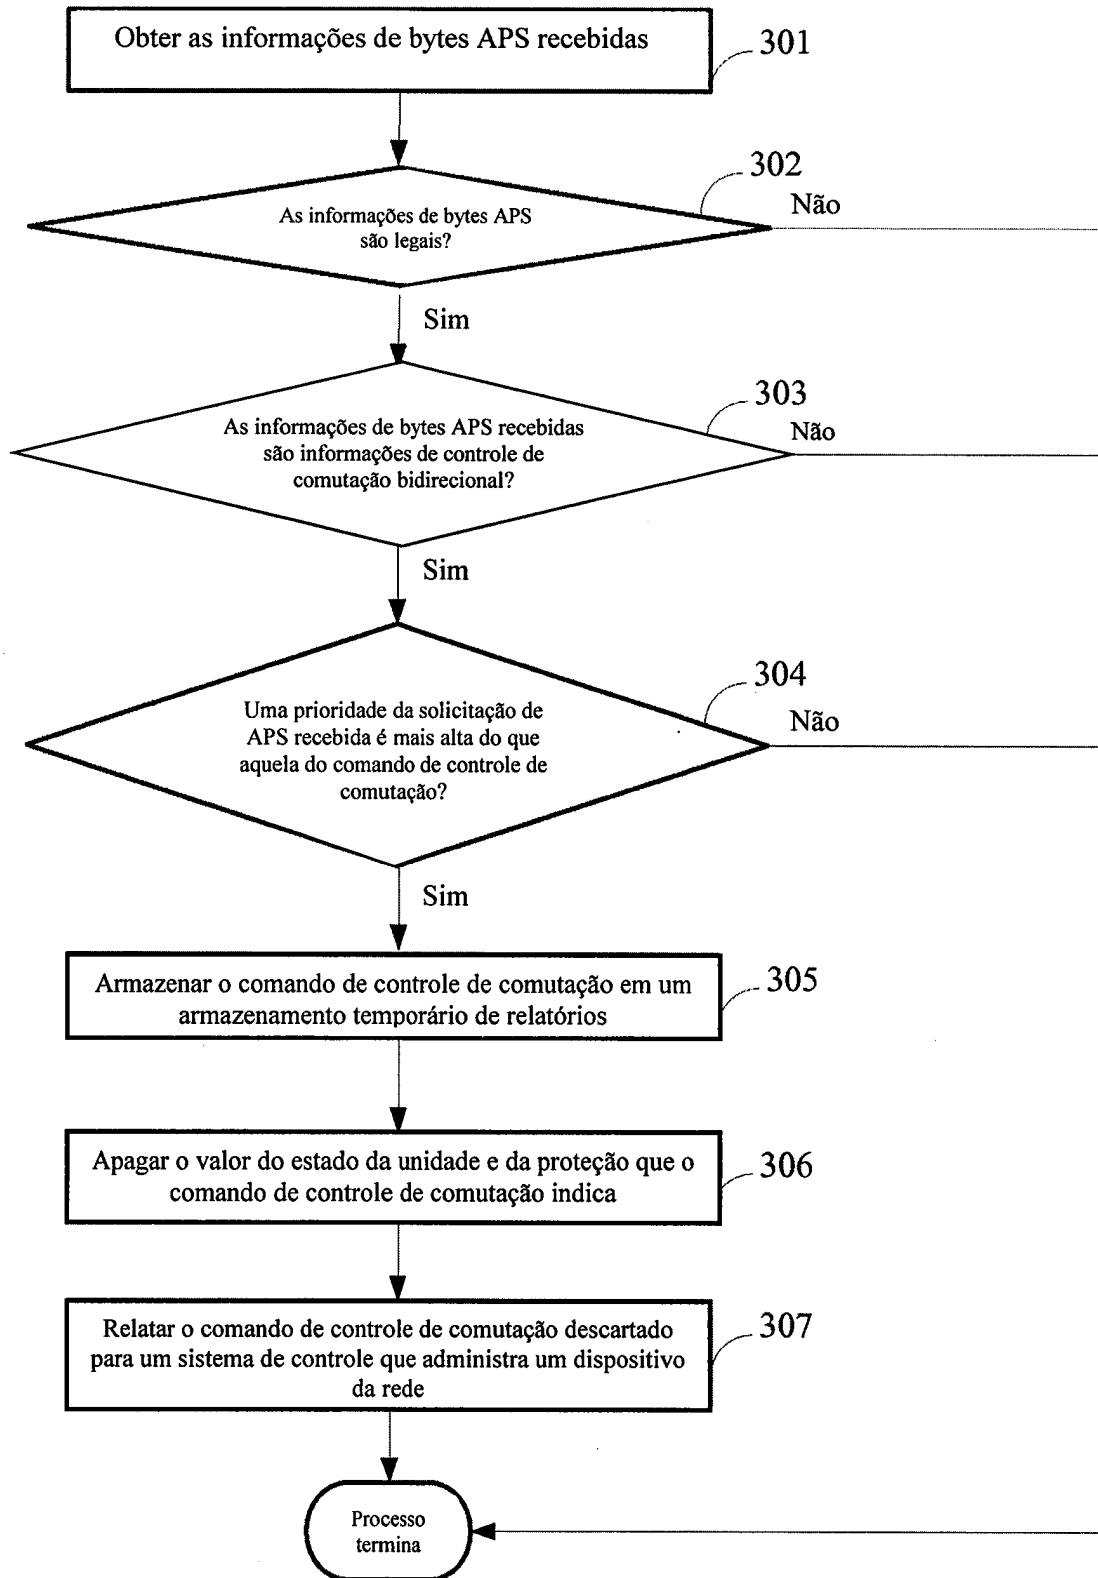 Obter as informações de bytes APS recebidas
301
302
Não
As informações de bytes APS
são legais?
Sim
303
Não
As informações de bytes APS recebidas
são informações de controle de
comutação bidirecional?
Sim
304
Não
Uma prioridade da solicitação de
APS recebida é mais alta do que
aquela do comando de controle de
comutação?
Sim
Armazenar o comando de controle de comutação em um
armazenamento temporário de relatórios
305
Apagar o valor do estado da unidade e da proteção que o
comando de controle de comutação indica
306
Relatar o comando de controle de comutação descartado
para um sistema de controle que administra um dispositivo
da rede
307
Processo
termina